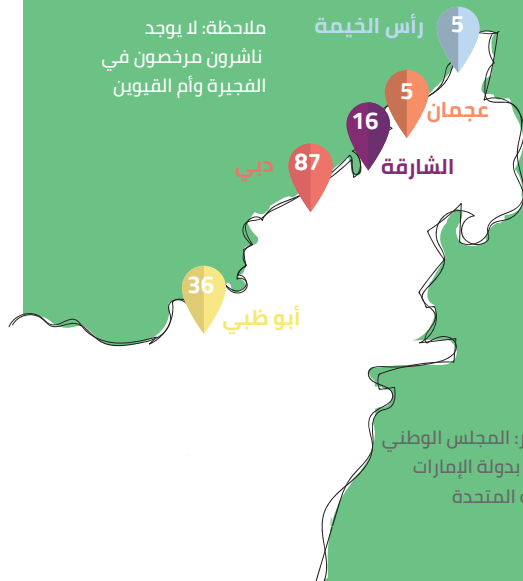 ملاحظة: لا يوجد
ناشرون مرخصون في
الفجيرة وأم القيوين
5
رأس الخيمة
5
عجمان
16
الشارقة
87
دبي
36
أبو ظبي
المجلس الوطني
بدولة الإمارات
المتحدة